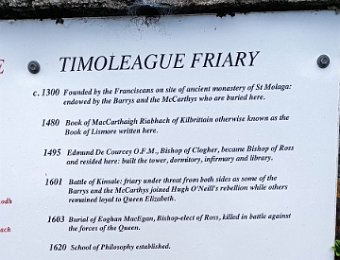 E
TIMOLEAGUE FRIARY
c. 1300 Founded by the Franciscans on site of ancient monastery of St Molaga:
endowed by the Barrys and the McCarthys who are buried here.
1480 Book of MacCarthaigh Riabhach of Kilbrittain otherwise known as the
Book of Lismore written here.
1495 Edmund De Courcey O.F.M., Bishop of Clogher, became Bishop of Ross
and resided here: built the tower, dormitory, infirmary and library.
1601 Battle of Kinsale: friary under threat from both sides as some of the
Barrys and the McCarthys joined Hugh O'Neill's rebellion while others
remained loyal to Queen Elizabeth.
odh
1603 Burial of Eoghan MacEgan, Bishop-elect of Ross, killed in battle against
the forces of the Queen.
ach
1620 School of Philosophy established.